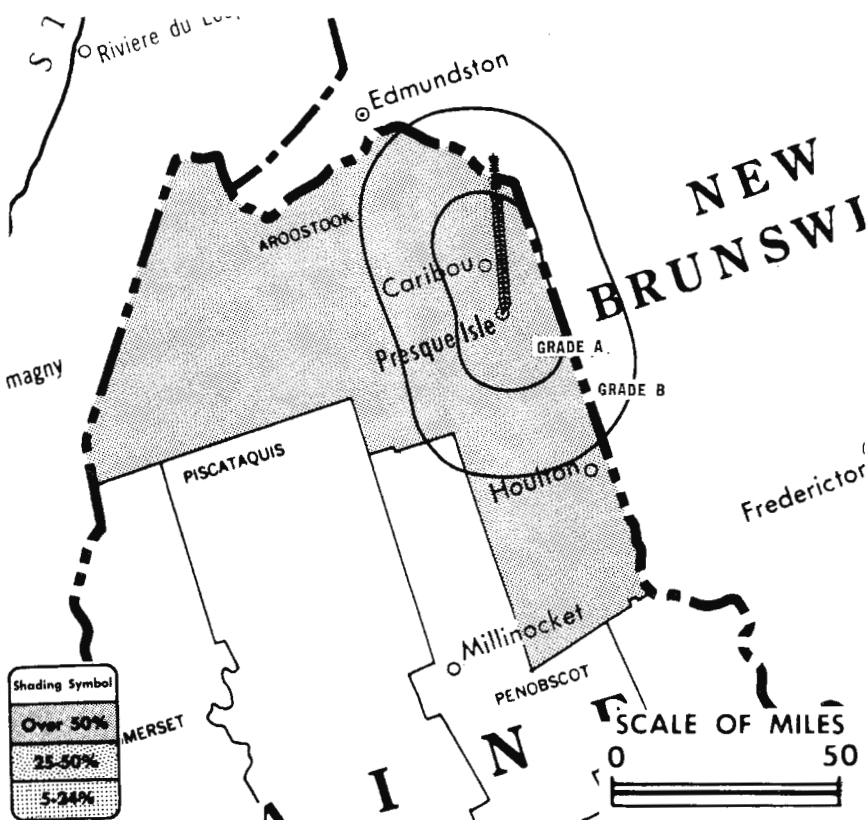 S
Riviere du
Edmundston
NEW
BRUNSWI
AROOSTOOK
Caribou
Presque Isle
GRADE A
magny
GRADE B
PISCATAQUIS
Houlton
Frederictor
Millinocket
PENOBSCOT
Shading Symbol
Over 50%
25-50%
5-24%
MERSET
A I N E
SCALE OF MILES
0 50